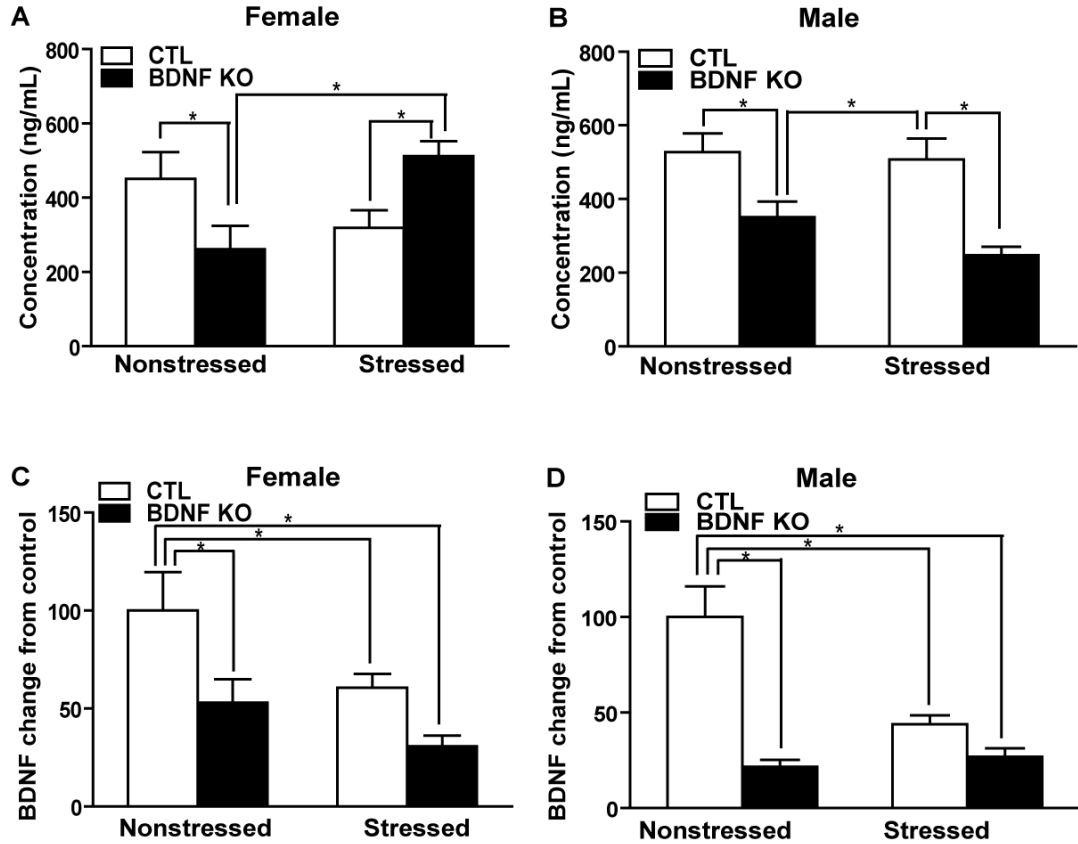 A
Female
CTL
BDNF KO
Concentration (ng/mL)
800
600
400
200
0
*
*
*
Nonstressed
Stressed
B
Male
CTL
BDNF KO
Concentration (ng/mL)
800
600
400
200
0
*
*
*
Nonstressed
Stressed
C
Female
CTL
BDNF KO
BDNF change from control
150
100
50
0
*
*
*
Nonstressed
Stressed
D
Male
CTL
BDNF KO
BDNF change from control
150
100
50
0
*
*
*
Nonstressed
Stressed